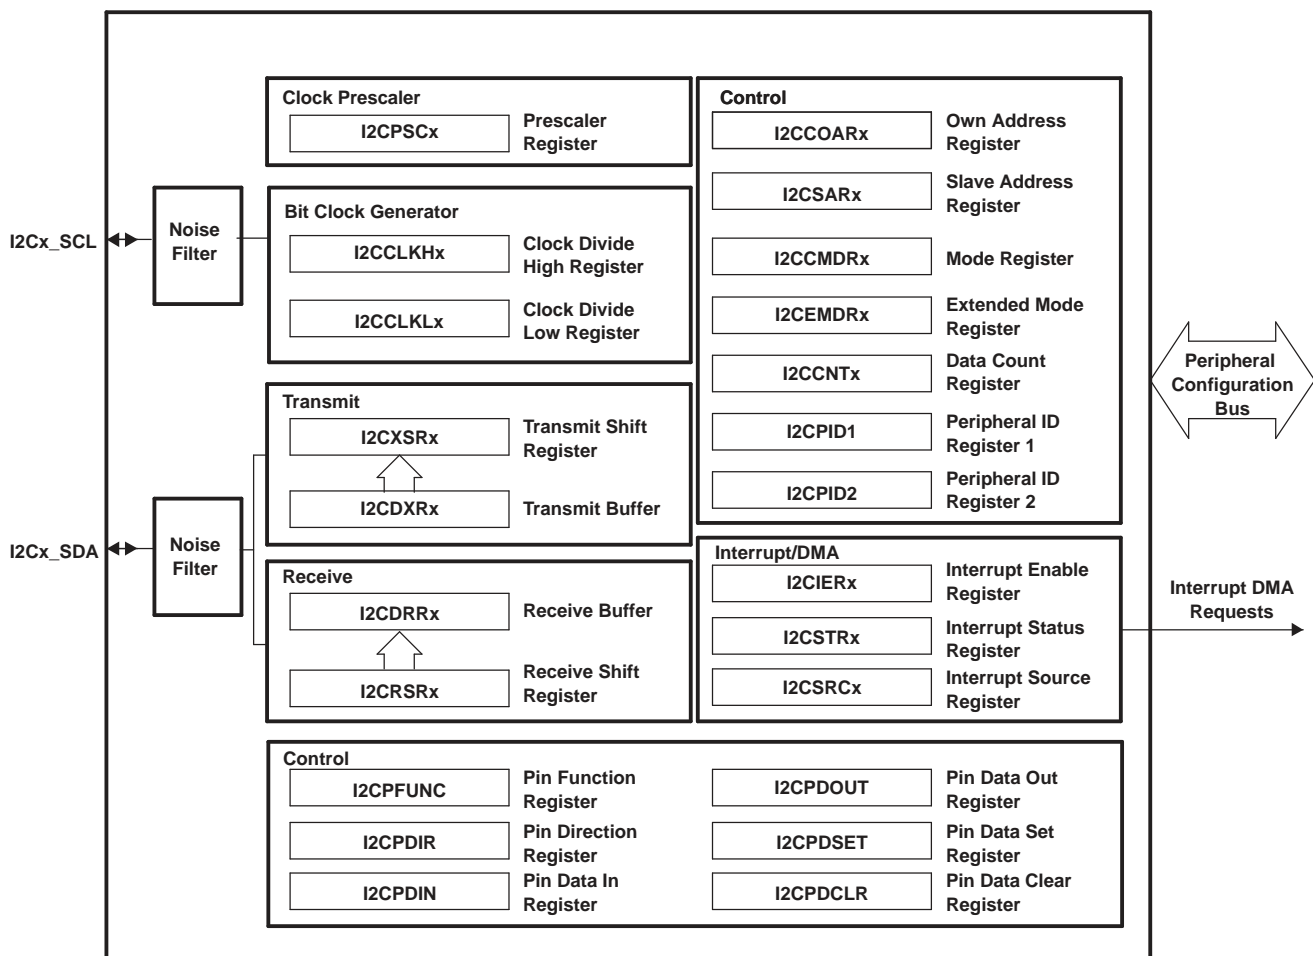 Clock Prescaler
I2CPSCx
Prescaler
Register
I2Cx_SCL
Noise
Filter
Bit Clock Generator
I2CCLKHx
Clock Divide
High Register
I2CCLKLx
Clock Divide
Low Register
Transmit
I2CXSRx
Transmit Shift
Register
I2CDXRx
Transmit Buffer
I2Cx_SDA
Noise
Filter
Receive
I2CDRRx
Receive Buffer
I2CRSRx
Receive Shift
Register
Control
I2CCOARx
Own Address
Register
I2CSARx
Slave Address
Register
I2CCMDRx
Mode Register
I2CEMDRx
Extended Mode
Register
I2CCNTx
Data Count
Register
I2CPID1
Peripheral ID
Register 1
I2CPID2
Peripheral ID
Register 2
Peripheral
Configuration
Bus
Interrupt/DMA
I2CIERx
Interrupt Enable
Register
I2CSTRx
Interrupt Status
Register
I2CSRCx
Interrupt Source
Register
Interrupt DMA
Requests
Control
I2CPFUNC
Pin Function
Register
I2CPDIR
Pin Direction
Register
I2CPDIN
Pin Data In
Register
I2CPDOUT
Pin Data Out
Register
I2CPDSET
Pin Data Set
Register
I2CPDCLR
Pin Data Clear
Register